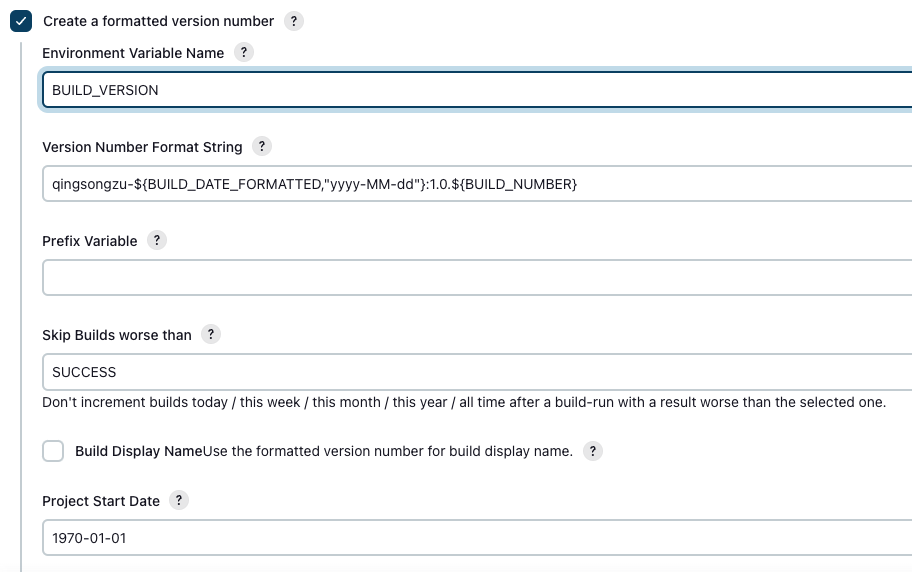 Create a formatted version number ?
Environment Variable Name ?
BUILD_VERSION
Version Number Format String ?
qingsongzu-${BUILD_DATE_FORMATTED,"yyyy-MM-dd"}:1.0.${BUILD_NUMBER}
Prefix Variable ?
Skip Builds worse than ?
SUCCESS
Don't increment builds today / this week / this month / this year / all time after a build-run with a result worse than the selected one.
Build Display NameUse the formatted version number for build display name. ?
Project Start Date ?
1970-01-01